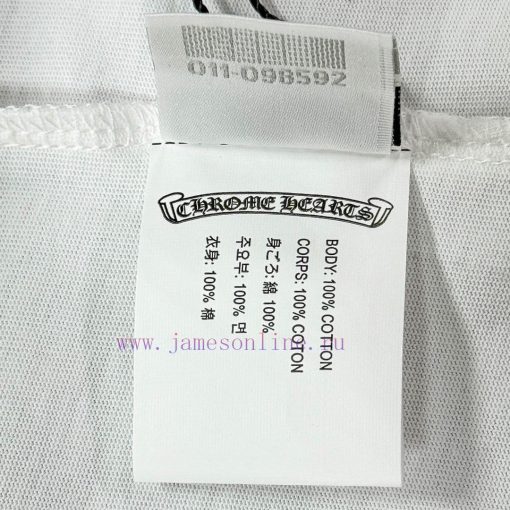 011-098592
CHROME HEARTS
BODY: 100% COTTON
CORPS: 100% COTON
身ごろ: 綿 100%
주요부: 100% 면
衣身: 100% 棉
www.jamesonline.ru